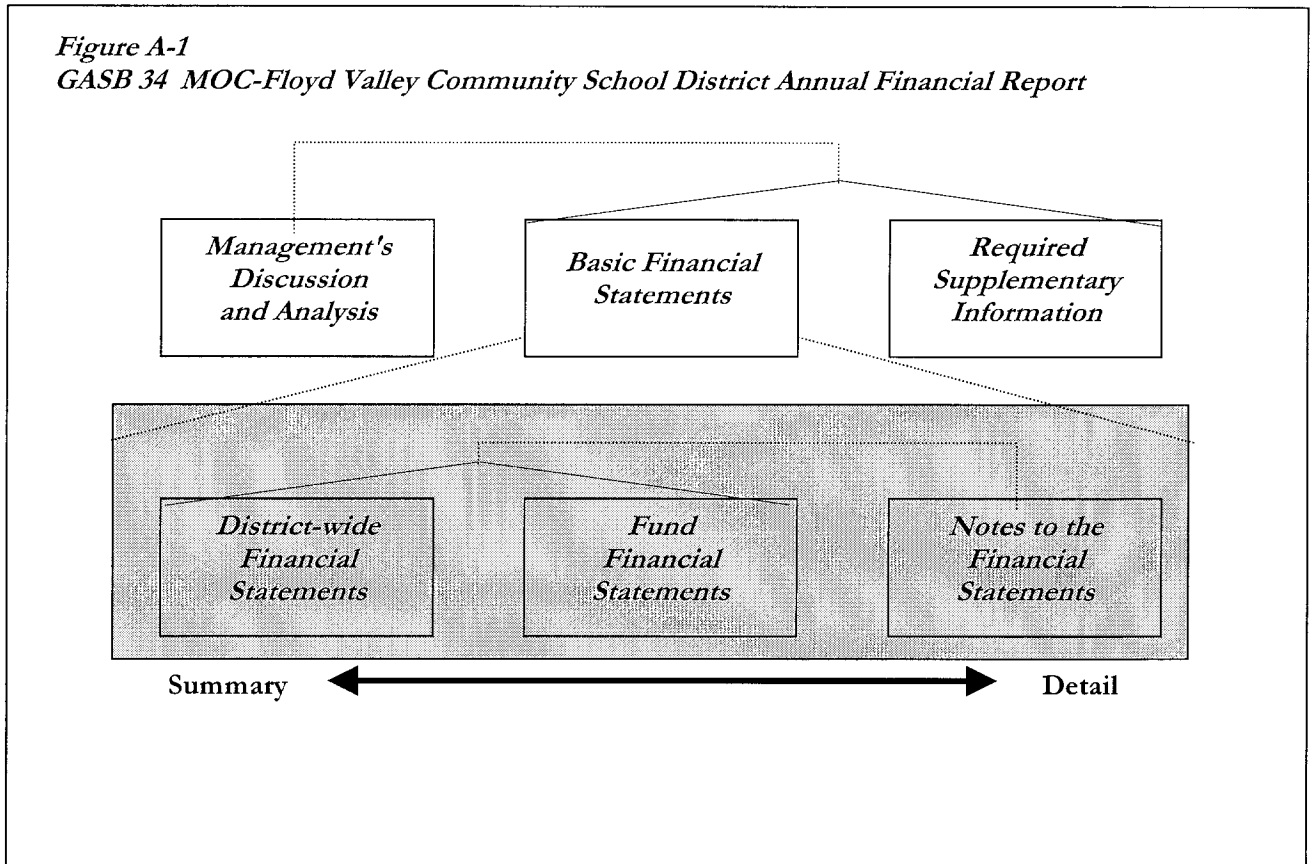 Figure A-1
GASB 34 MOC-Floyd Valley Community School District Annual Financial Report
Management's
Discussion
and Analysis
Basic Financial
Statements
Required
Supplementary
Information
District-wide
Financial
Statements
Fund
Financial
Statements
Notes to the
Financial
Statements
Summary
Detail